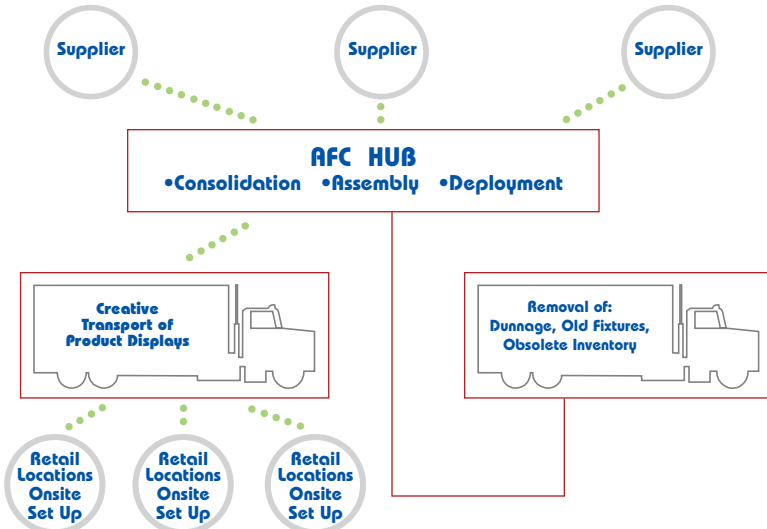 Supplier
Supplier
Supplier
AFC HUB
•Consolidation •Assembly •Deployment
Creative
Transport of
Product Displays
Removal of:
Dunnage, Old Fixtures,
Obsolete Inventory
Retail
Locations
Onsite
Set Up
Retail
Locations
Onsite
Set Up
Retail
Locations
Onsite
Set Up